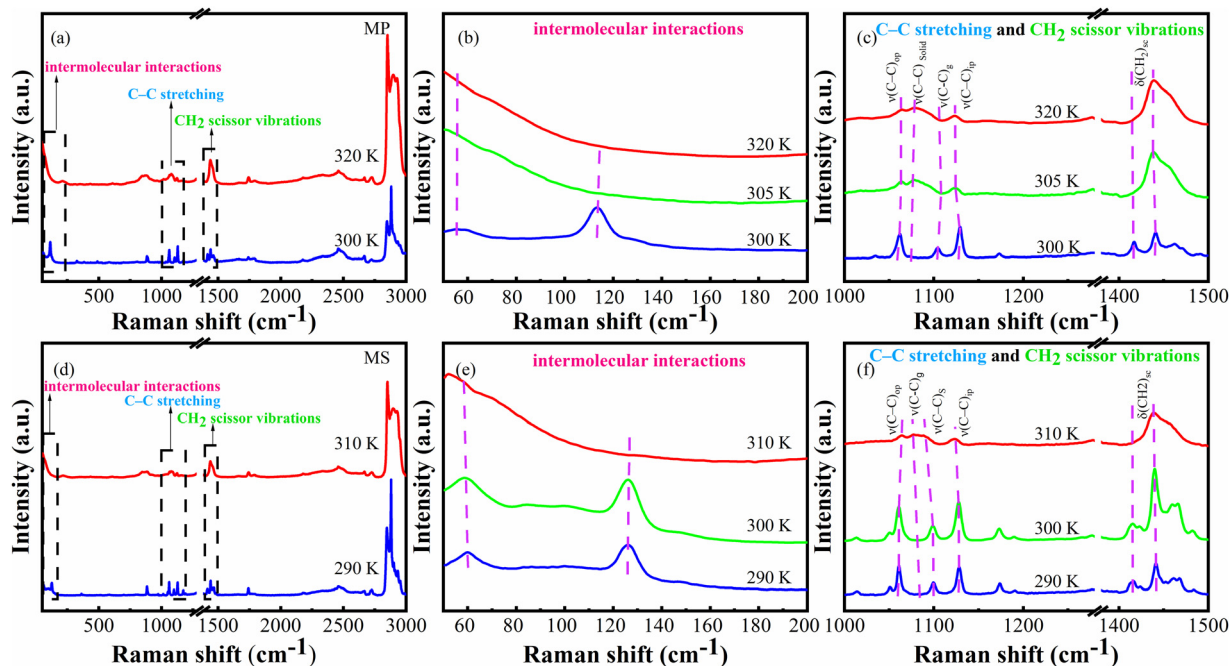 (a)
MP
intermolecular interactions
C–C stretching
CH2 scissor vibrations
320 K
300 K
Intensity (a.u.)
500 1000 1500 2000 2500 3000
Raman shift (cm-1)
(b)
intermolecular interactions
320 K
305 K
300 K
Intensity (a.u.)
60 80 100 120 140 160 180 200
Raman shift (cm-1)
(c)
C–C stretching and CH2 scissor vibrations
ν(C–C)op
ν(C–C) Solid
ν(C-C)g
ν(C–C)ip
δ(CH2)sc
320 K
305 K
300 K
Intensity (a.u.)
1000 1100 1200 1400 1500
Raman shift (cm-1)
(d)
MS
intermolecular interactions
C–C stretching
CH2 scissor vibrations
310 K
290 K
Intensity (a.u.)
500 1000 1500 2000 2500 3000
Raman shift (cm-1)
(e)
intermolecular interactions
310 K
300 K
290 K
Intensity (a.u.)
60 80 100 120 140 160 180 200
Raman shift (cm-1)
(f)
C–C stretching and CH2 scissor vibrations
ν(C–C)op
ν(C-C)g
ν(C–C)S
ν(C–C)ip
δ(CH2)sc
310 K
300 K
290 K
Intensity (a.u.)
1000 1100 1200 1400 1500
Raman shift (cm-1)